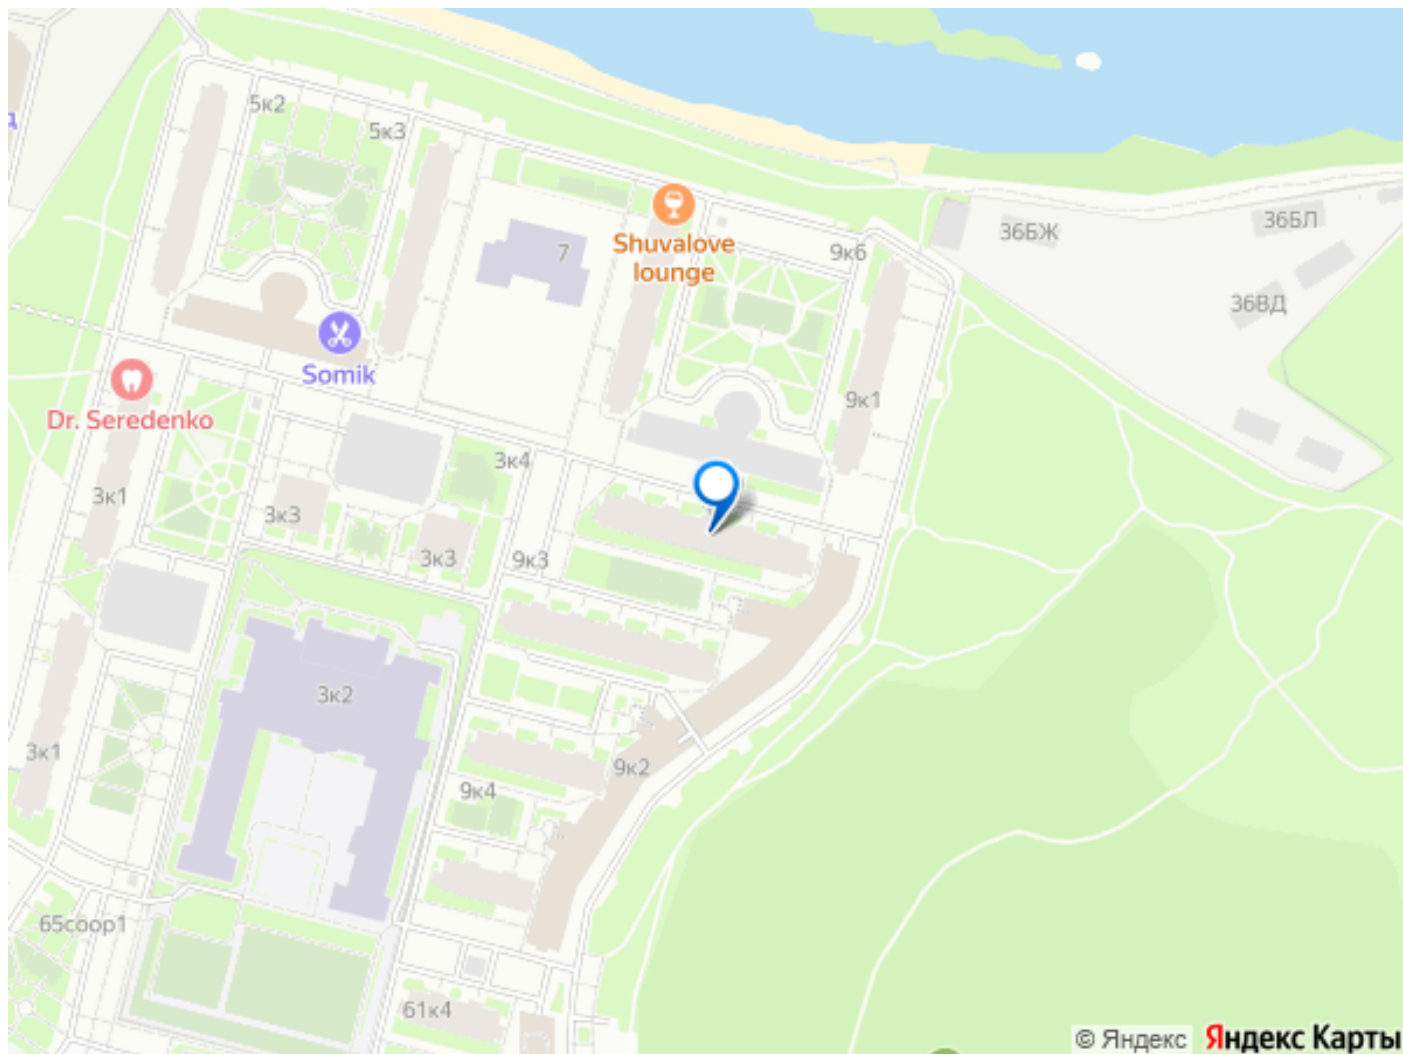 5к2
5к3
д
7
Shuvalove
lounge
9к6
36БЖ
36БЛ
36ВД
Somik
Dr. Seredenko
9к1
3к4
3к1
3к3
3к3
9к3
3к2
3к1
9к2
9к4
65соор1
61к4
© Яндекс
Яндекс Карты